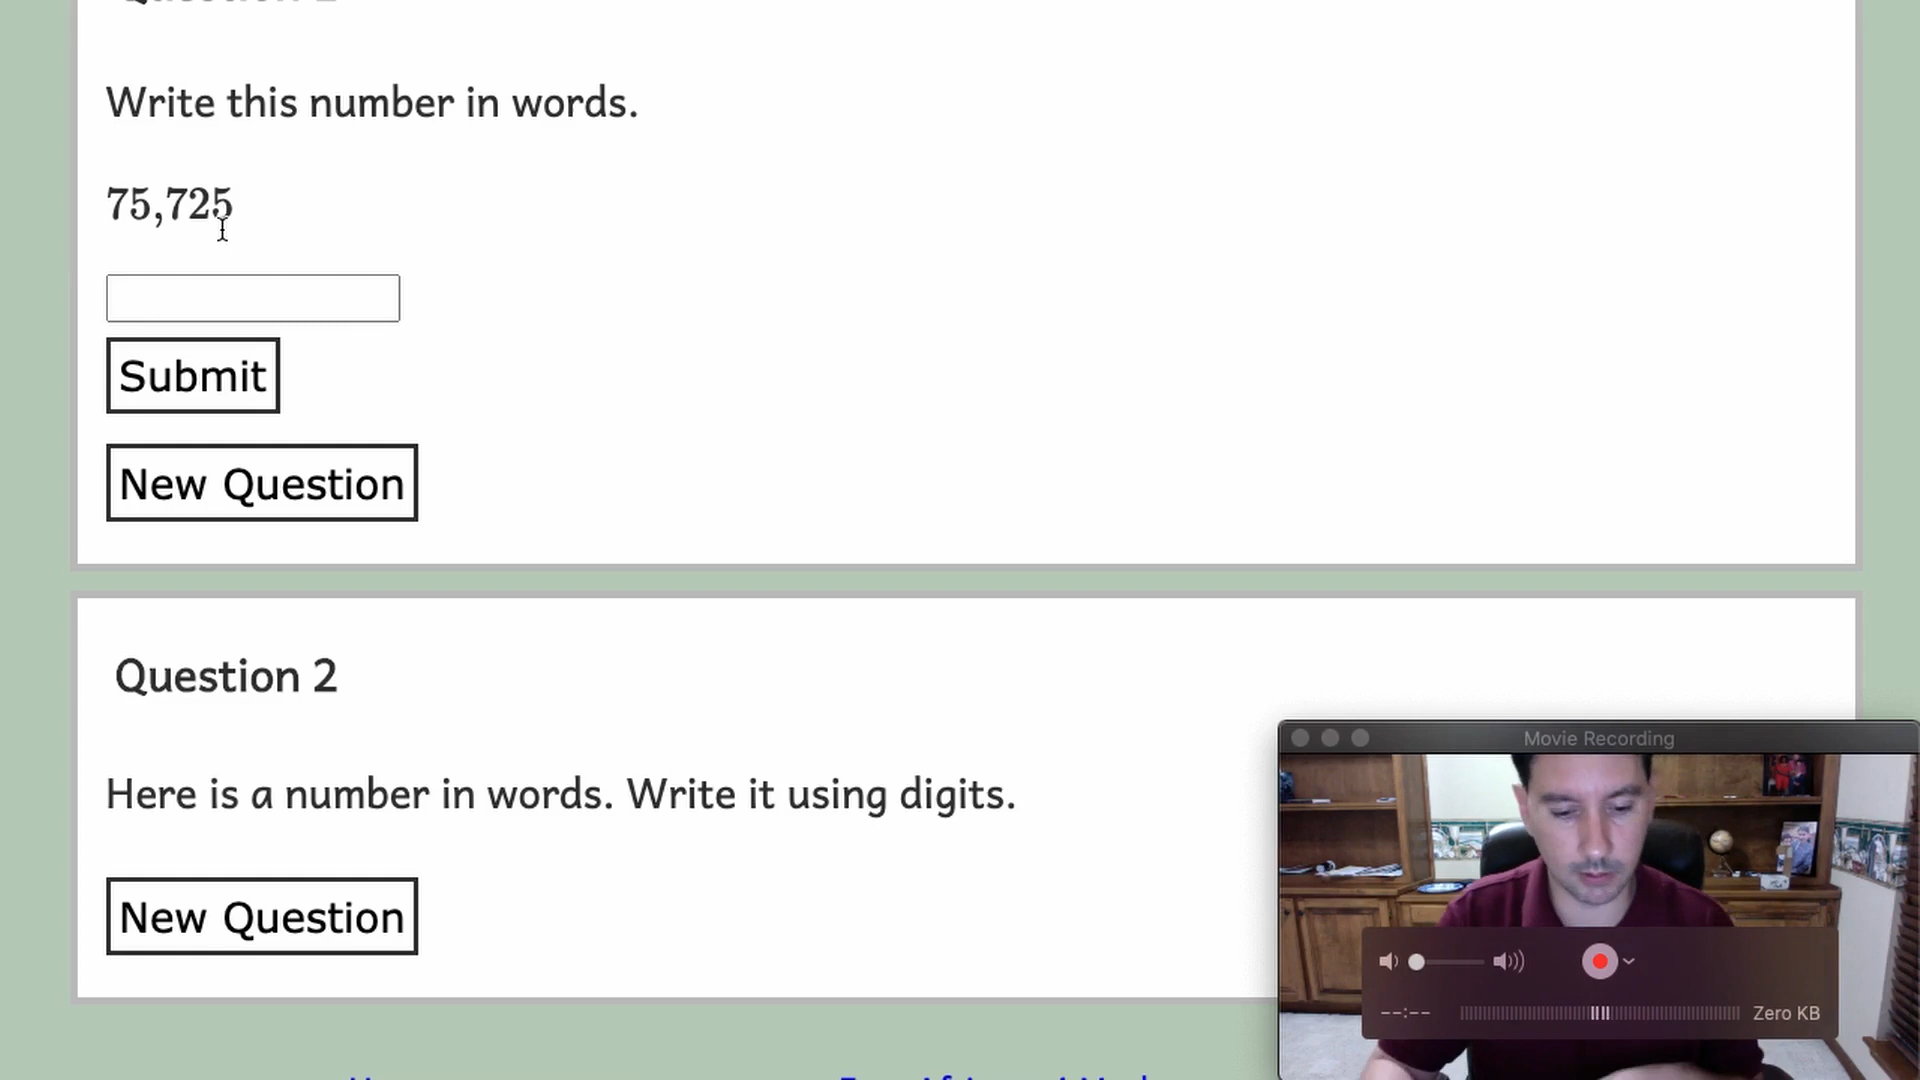 Write this number in words.
75,725
Submit
New Question
Question 2
Here is a number in words. Write it using digits.
New Question
Movie Recording
--:--
Zero KB